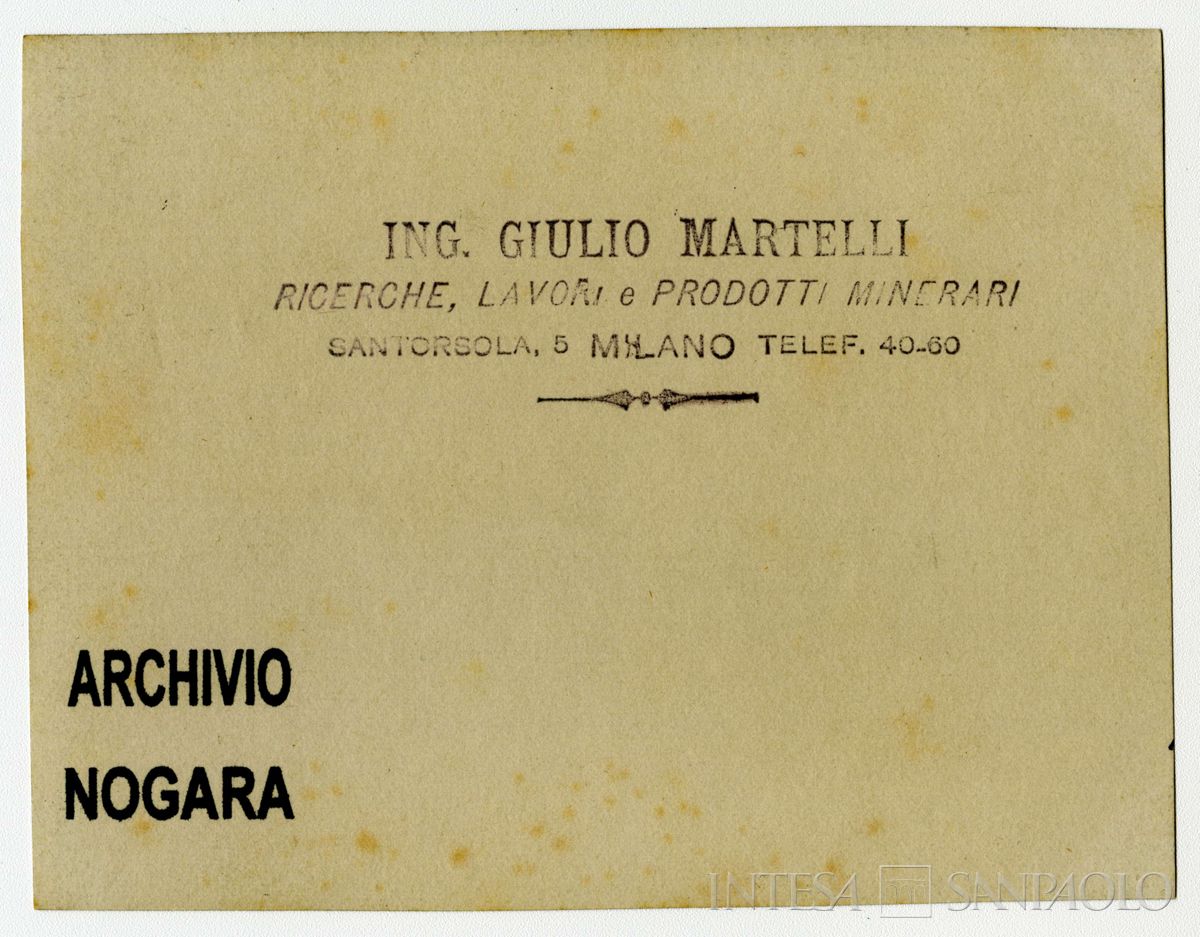 ING. GIULIO MARTELLI
RICERCHE, LAVORI e PRODOTTI MINERARI
SANTORSOLA, 5 MILANO TELEF. 40-60
ARCHIVIO
NOGARA
INTESA SANPAOLO